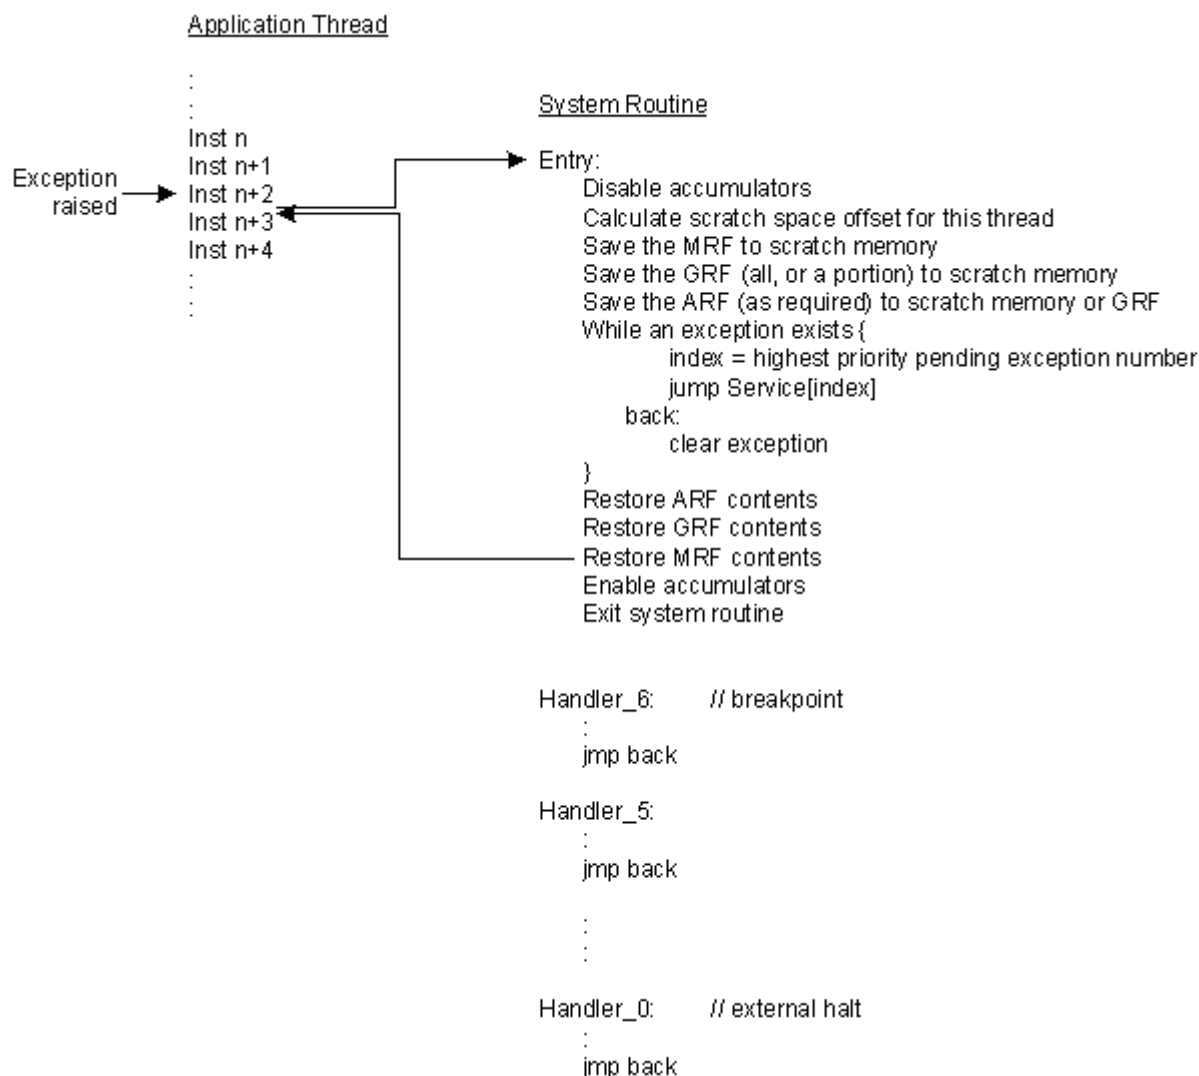 Application Thread
:
:
Inst n
Inst n+1
Inst n+2
Inst n+3
Inst n+4
:
:
Exception
raised
System Routine
Entry:
Disable accumulators
Calculate scratch space offset for this thread
Save the MRF to scratch memory
Save the GRF (all, or a portion) to scratch memory
Save the ARF (as required) to scratch memory or GRF
While an exception exists {
index = highest priority pending exception number
jump Service[index]
back:
clear exception
}
Restore ARF contents
Restore GRF contents
Restore MRF contents
Enable accumulators
Exit system routine
Handler_6: // breakpoint
:
jmp back
Handler_5:
:
jmp back
:
:
Handler_0: // external halt
:
jmp back